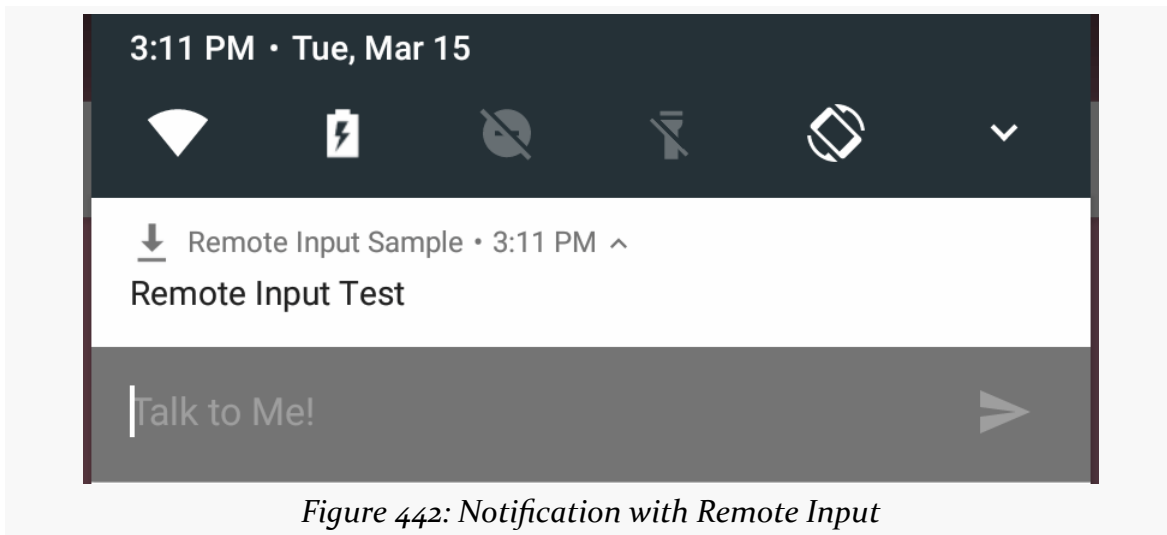 3:11 PM • Tue, Mar 15
Remote Input Sample • 3:11 PM
Remote Input Test
Talk to Me!
Figure 442: Notification with Remote Input